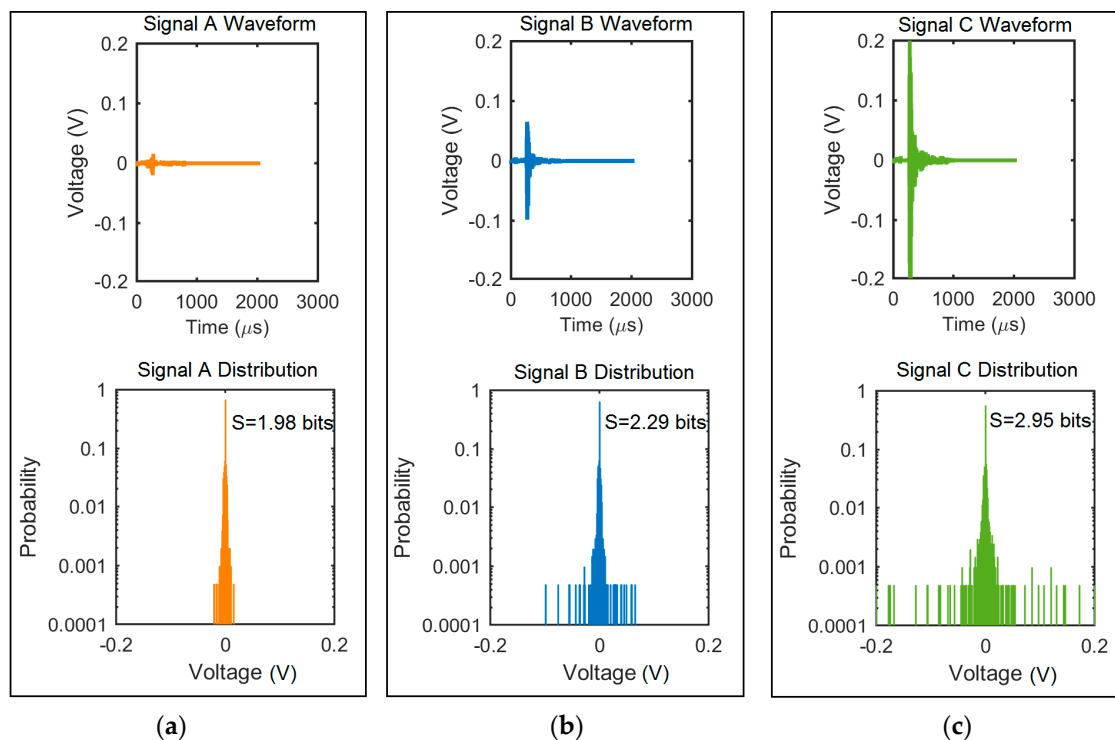 Signal A Waveform
0.2
0.1
0
-0.1
-0.2
Voltage (V)
0 1000 2000 3000
Time (μs)
Signal A Distribution
1
0.1
0.01
0.001
0.0001
Probability
S=1.98 bits
-0.2 0 0.2
Voltage (V)
(a)
Signal B Waveform
0.2
0.1
0
-0.1
-0.2
Voltage (V)
0 1000 2000 3000
Time (μs)
Signal B Distribution
1
0.1
0.01
0.001
0.0001
Probability
S=2.29 bits
-0.2 0 0.2
Voltage (V)
(b)
Signal C Waveform
0.2
0.1
0
-0.1
-0.2
Voltage (V)
0 1000 2000 3000
Time (μs)
Signal C Distribution
1
0.1
0.01
0.001
0.0001
Probability
S=2.95 bits
-0.2 0 0.2
Voltage (V)
(c)